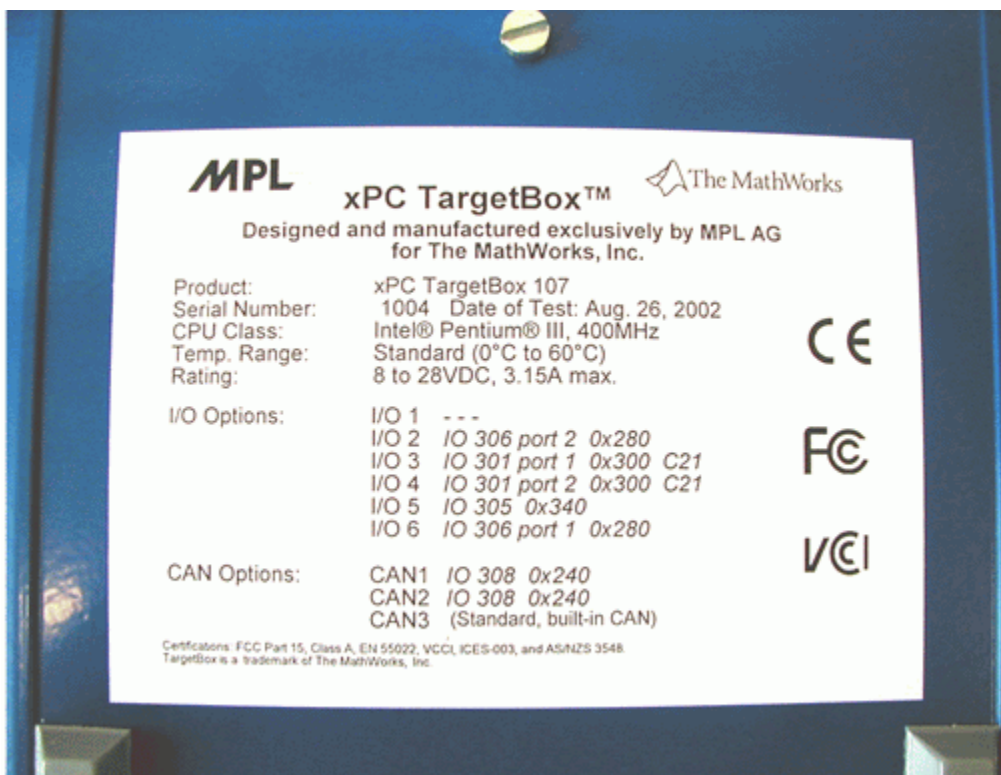 MPL
The MathWorks
xPC TargetBox™
Designed and manufactured exclusively by MPL AG
for The MathWorks, Inc.
Product: xPC TargetBox 107
Serial Number: 1004 Date of Test: Aug. 26, 2002
CPU Class: Intel® Pentium® III, 400MHz
Temp. Range: Standard (0°C to 60°C)
Rating: 8 to 28VDC, 3.15A max.
I/O Options: I/O 1 - - -
I/O 2 IO 306 port 2 0x280
I/O 3 IO 301 port 1 0x300 C21
I/O 4 IO 301 port 2 0x300 C21
I/O 5 IO 305 0x340
I/O 6 IO 306 port 1 0x280
CAN Options: CAN1 IO 308 0x240
CAN2 IO 308 0x240
CAN3 (Standard, built-in CAN)
Certifications: FCC Part 15, Class A, EN 55022, VCCI, ICES-003, and AS/NZS 3548.
TargetBox is a trademark of The MathWorks, Inc.
CE
FC
VCI